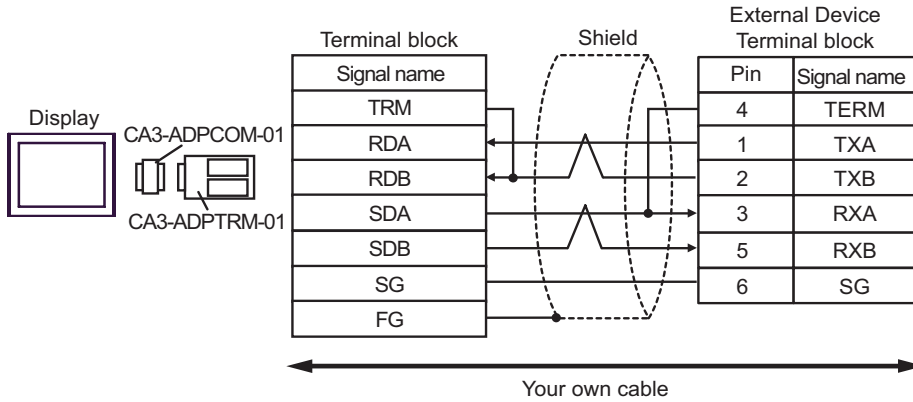 External Device
Terminal block Shield Terminal block
Signal name Pin Signal name
TRM 4 TERM
Display
CA3-ADPCOM-01
RDA 1 TXA
RDB 2 TXB
CA3-ADPTRM-01
SDA 3 RXA
SDB 5 RXB
SG 6 SG
FG
Your own cable